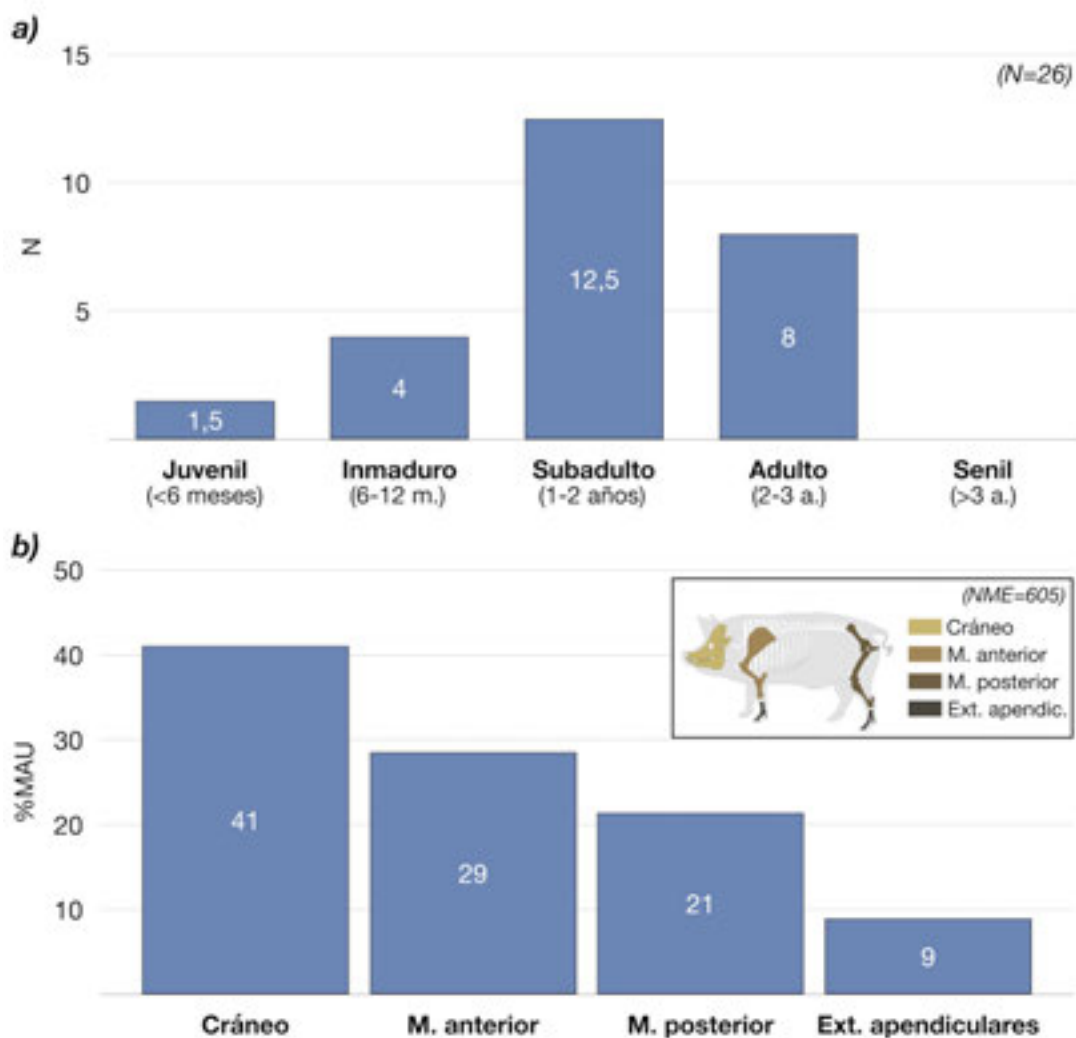 a)
15
(N=26)
10
N
12,5
5
8
4
1,5
Juvenil Inmaduro Subadulto Adulto Senil
(<6 meses) (6-12 m.) (1-2 años) (2-3 a.) (>3 a.)
b)
50
(NME=605)
Cráneo
M. anterior
M. posterior
Ext. apendic.
40
30
%MAU
41
20
29
21
10
9
Cráneo M. anterior M. posterior Ext. apendiculares